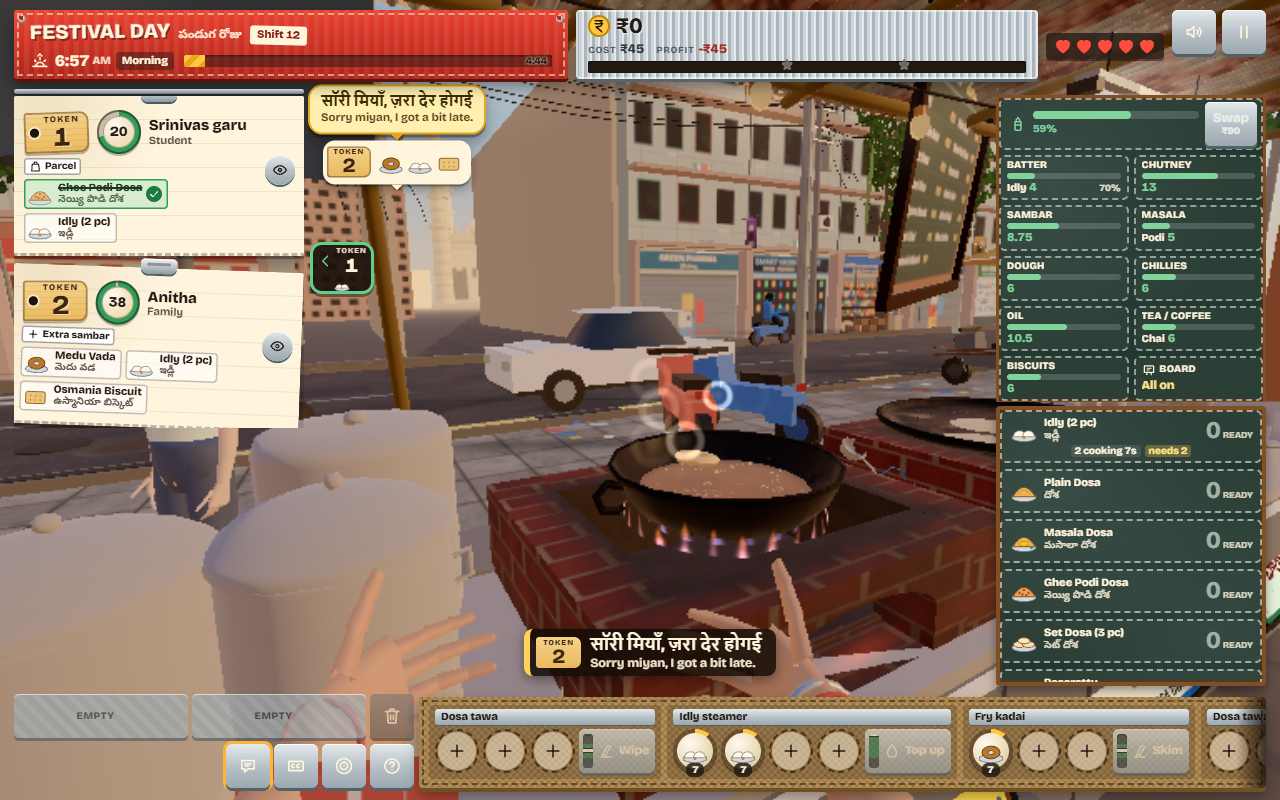 FESTIVAL DAY పండుగ రోజు Shift 12
6:57 AM Morning 4:44
₹ ₹0
COST ₹45 PROFIT -₹45
TOKEN 1 20 Srinivas garu
Student
Parcel
Ghee Podi Dosa
నెయ్యి పొడి దోశ
Idly (2 pc)
ఇడ్లీ
TOKEN 2 38 Anitha
Family
+ Extra sambar
Medu Vada
మెదు వడ
Idly (2 pc)
ఇడ్లీ
Osmania Biscuit
ఉస్మానియా బిస్కెట్
सॉरी मियाँ, ज़रा देर होगई
Sorry miyan, I got a bit late.
TOKEN 2
TOKEN 1
GREEN PHARMA
59%
Swap
₹90
BATTER
Idly 4 70%
CHUTNEY
13
SAMBAR
8.75
MASALA
Podi 5
DOUGH
6
CHILLIES
6
OIL
10.5
TEA / COFFEE
Chai 6
BISCUITS
6
BOARD
All on
Idly (2 pc)
ఇడ్లీ
0 READY
2 cooking 7s needs 2
Plain Dosa
దోశ
0 READY
Masala Dosa
మసాలా దోశ
0 READY
Ghee Podi Dosa
నెయ్యి పొడి దోశ
0 READY
Set Dosa (3 pc)
సెట్ దోశ
0 READY
TOKEN 2
सॉरी मियाँ, ज़रा देर होगई
Sorry miyan, I got a bit late.
EMPTY EMPTY
CC
?
Dosa tawa
Wipe
Idly steamer
7 7
Top up
Fry kadai
7
Skim
Dosa taw